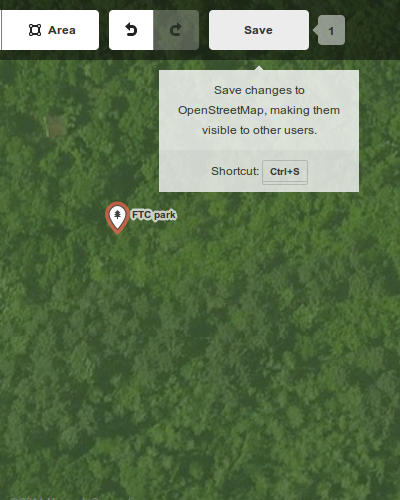 Area
Save
1
Save changes to
OpenStreetMap, making them
visible to other users.
Shortcut: Ctrl+S
FTC park